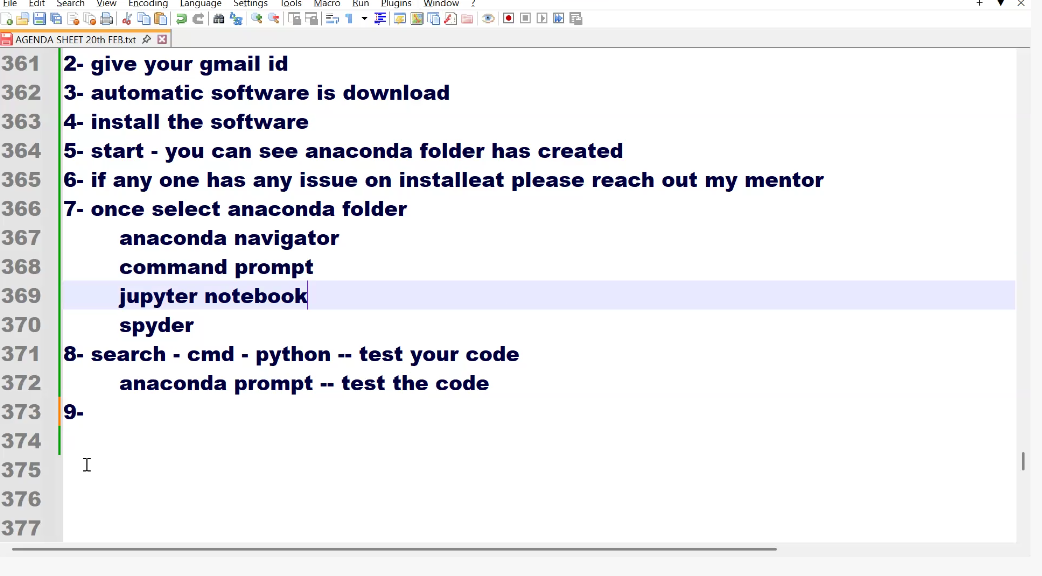 File Edit Search View Encoding Language Settings Tools Macro Run Plugins Window ?
AGENDA SHEET 20th FEB.txt
361 2- give your gmail id
362 3- automatic software is download
363 4- install the software
364 5- start - you can see anaconda folder has created
365 6- if any one has any issue on installeat please reach out my mentor
366 7- once select anaconda folder
367 anaconda navigator
368 command prompt
369 jupyter notebook
370 spyder
371 8- search - cmd - python -- test your code
372 anaconda prompt -- test the code
373 9-
374
375
376
377